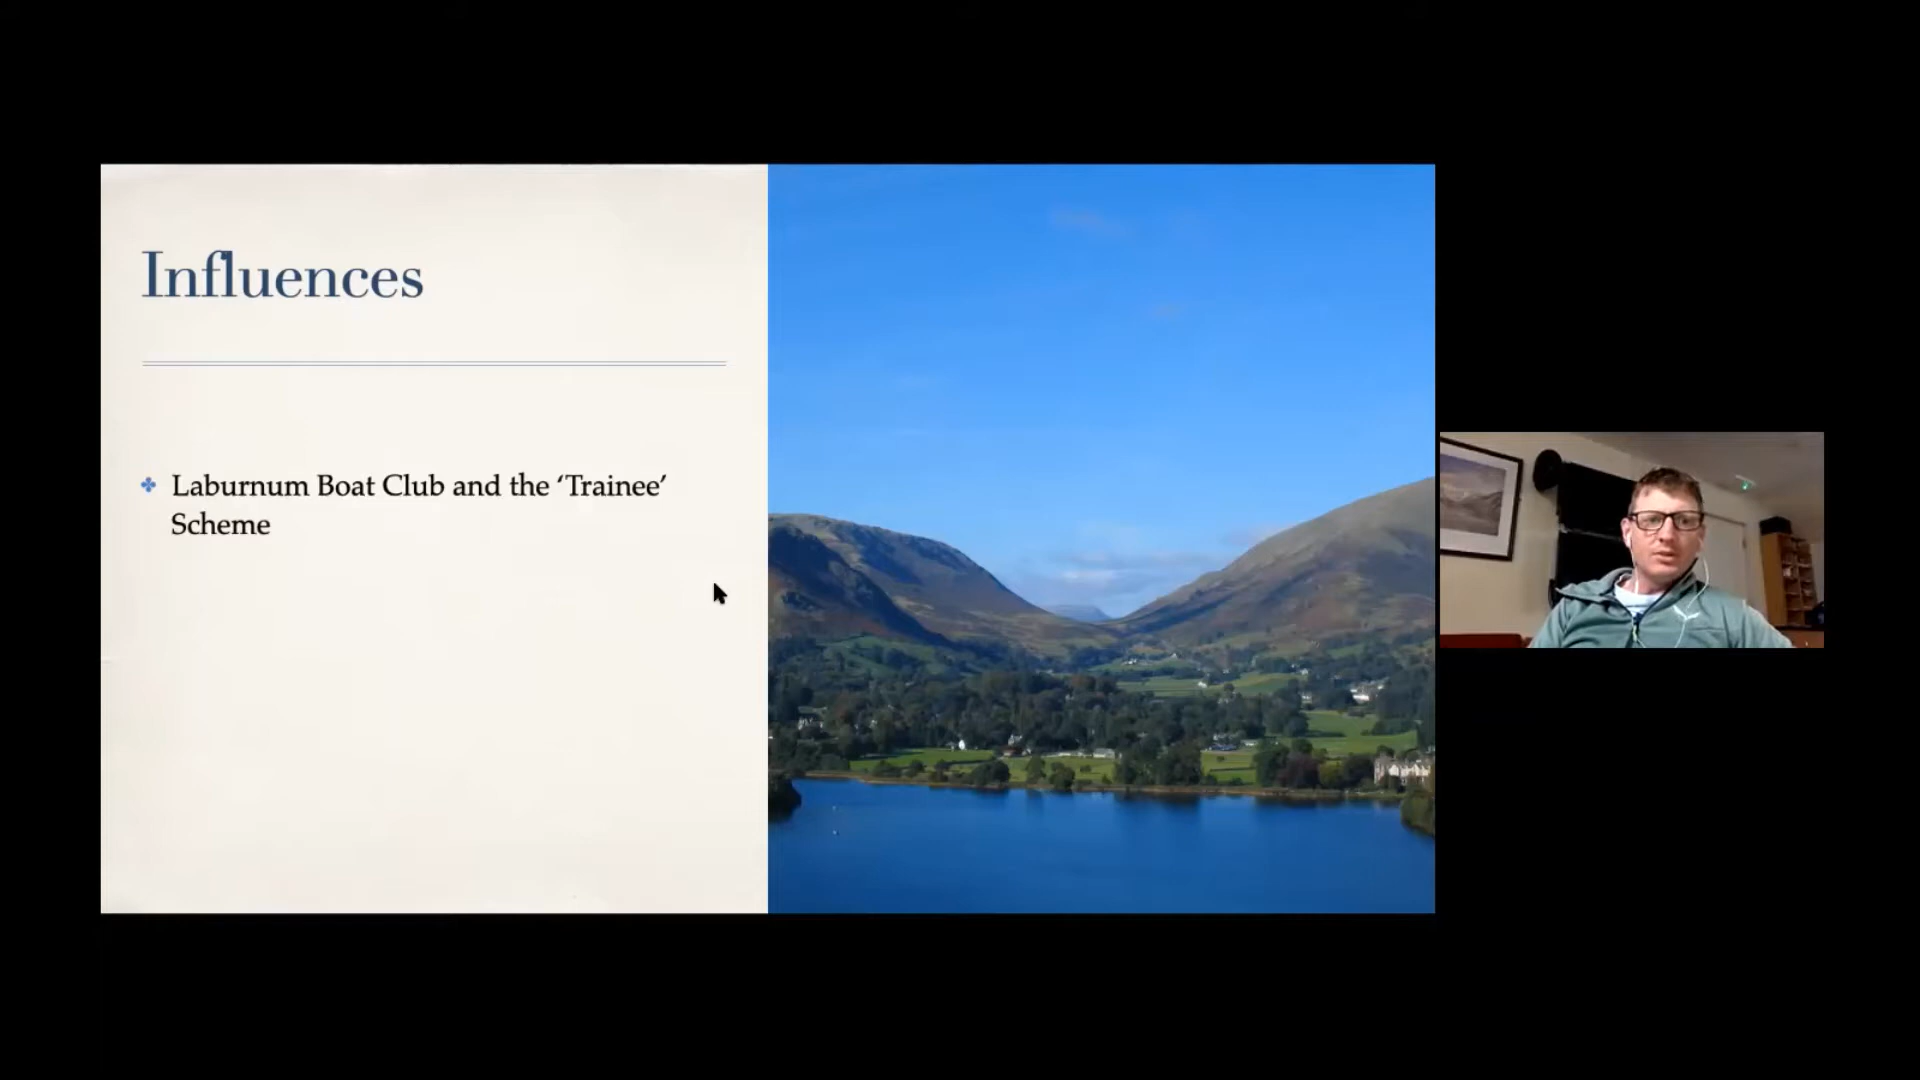 Influences
Laburnum Boat Club and the ‘Trainee’
Scheme